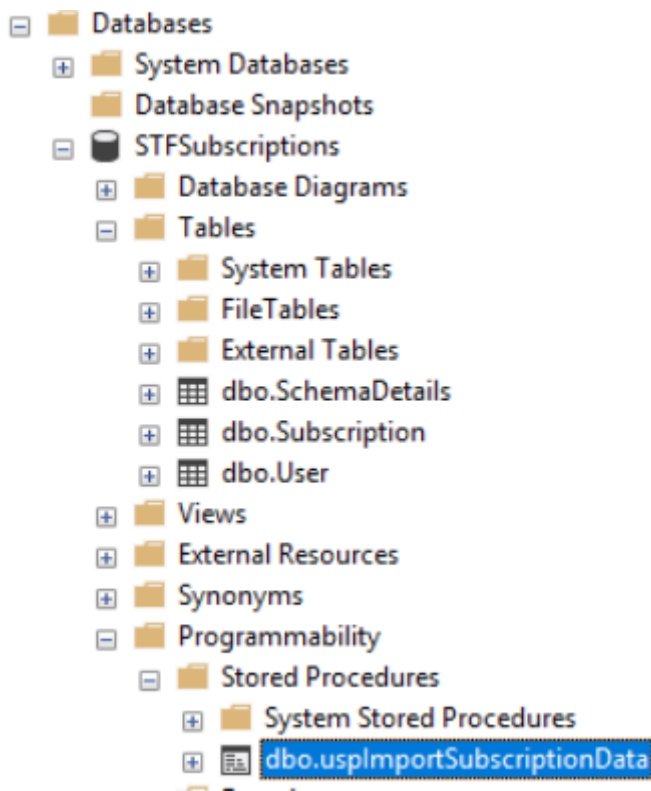 Databases
System Databases
Database Snapshots
STFSubscriptions
Database Diagrams
Tables
System Tables
FileTables
External Tables
dbo.SchemaDetails
dbo.Subscription
dbo.User
Views
External Resources
Synonyms
Programmability
Stored Procedures
System Stored Procedures
dbo.uspImportSubscriptionData